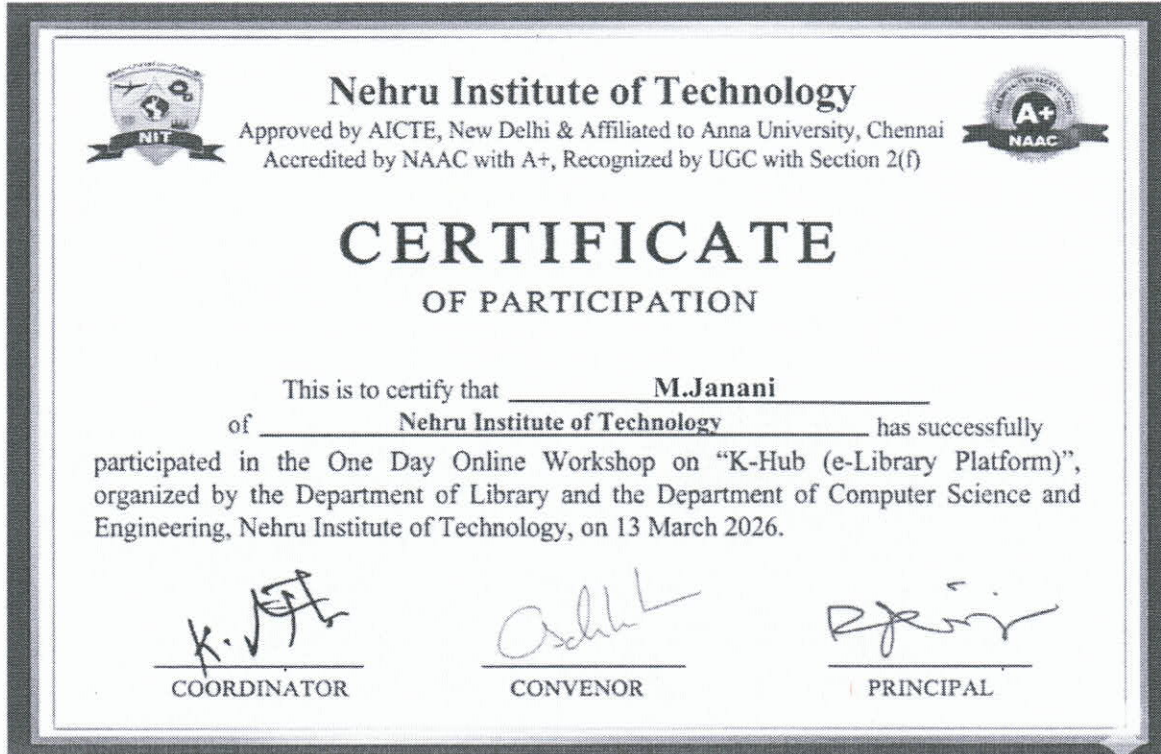 Nehru Institute of Technology
Approved by AICTE, New Delhi & Affiliated to Anna University, Chennai
Accredited by NAAC with A+, Recognized by UGC with Section 2(f)
NIT
A+
NAAC
CERTIFICATE
OF PARTICIPATION
This is to certify that M.Janani
of Nehru Institute of Technology has successfully
participated in the One Day Online Workshop on “K-Hub (e-Library Platform)”,
organized by the Department of Library and the Department of Computer Science and
Engineering, Nehru Institute of Technology, on 13 March 2026.
COORDINATOR
CONVENOR
PRINCIPAL